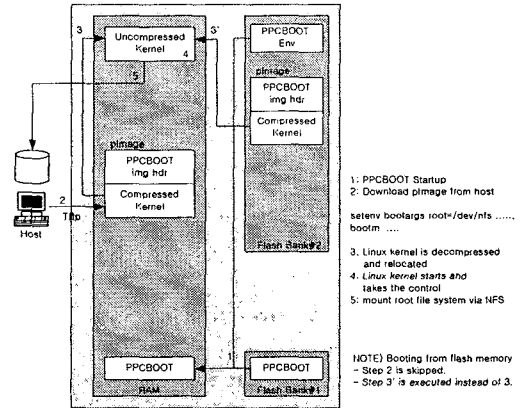 3
Uncompressed
Kernel
4
3'
5
PPCBOOT
Env
pImage
PPCBOOT
img hdr
Compressed
Kernel
Flash Bank#2
pImage
PPCBOOT
img hdr
Compressed
Kernel
2
Tftp
Host
PPCBOOT
RAM
1
PPCBOOT
Flash Bank#1
1: PPCBOOT Startup
2: Download pImage from host
setenv bootargs root=/dev/nfs .....,
bootm ....
3. Linux kernel is decompressed
and relocated
4. Linux kernel starts and
takes the control
5: mount root file system via NFS
NOTE) Booting from flash memory
- Step 2 is skipped.
- Step 3' is executed instead of 3.